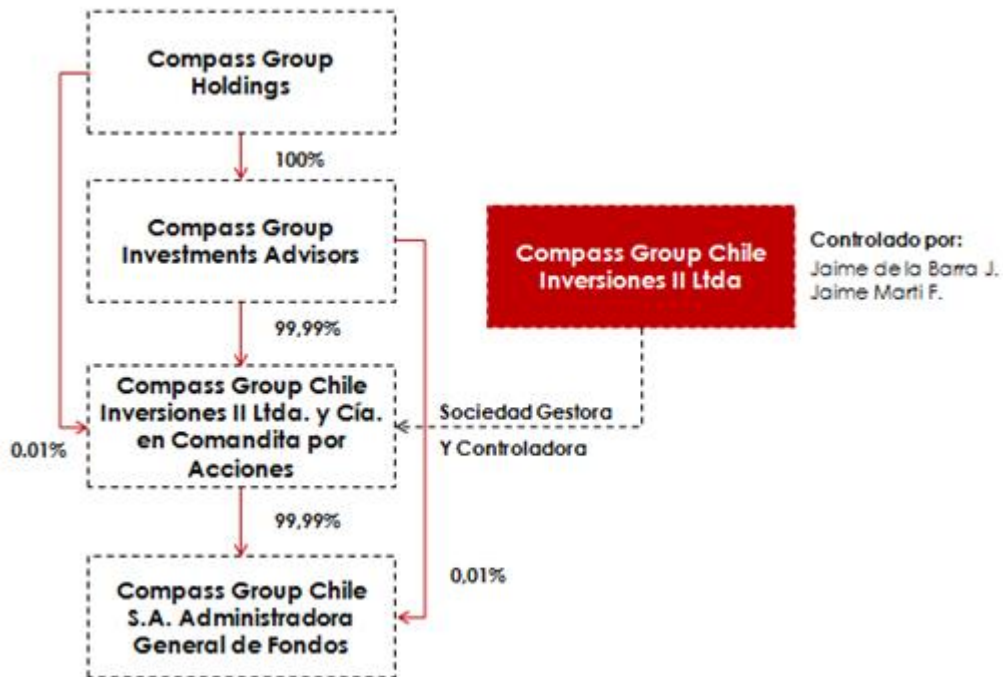 Compass Group
Holdings
100%
Compass Group
Investments Advisors
Compass Group Chile
Inversiones II Ltda
Controlado por:
Jaime de la Barra J.
Jaime Marti F.
99,99%
Compass Group Chile
Inversiones II Ltda. y Cía.
en Comandita por
Acciones
Sociedad Gestora
Y Controladora
0.01%
99,99%
Compass Group Chile
S.A. Administradora
General de Fondos
0,01%